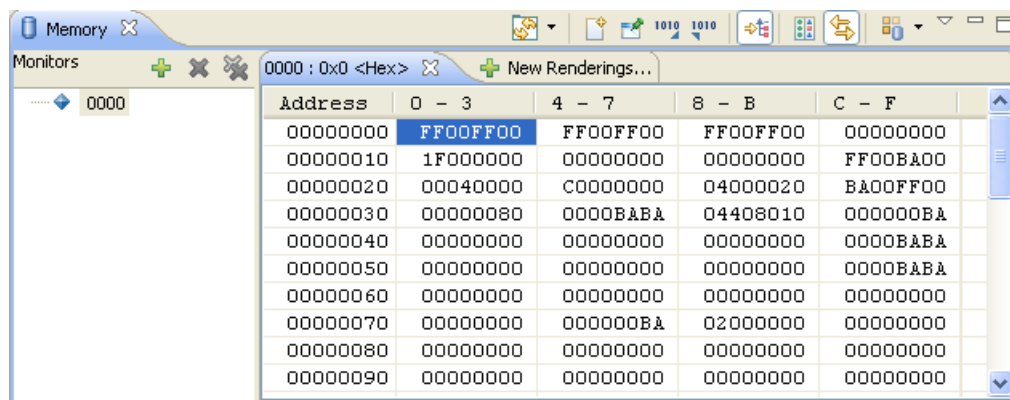 Memory
1010 1010
Monitors
0000 : 0x0 <Hex> New Renderings...
0000
Address 0 - 3 4 - 7 8 - B C - F
00000000 FF00FF00 FF00FF00 FF00FF00 00000000
00000010 1F000000 00000000 00000000 FF00BA00
00000020 00040000 C0000000 04000020 BA00FF00
00000030 00000080 0000BABA 04408010 000000BA
00000040 00000000 00000000 00000000 0000BABA
00000050 00000000 00000000 00000000 0000BABA
00000060 00000000 00000000 00000000 00000000
00000070 00000000 000000BA 02000000 00000000
00000080 00000000 00000000 00000000 00000000
00000090 00000000 00000000 00000000 00000000